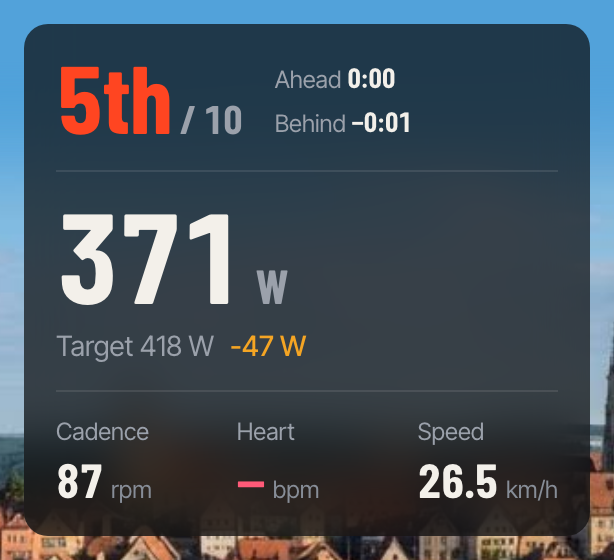 5th / 10
Ahead 0:00
Behind –0:01
371 W
Target 418 W -47 W
Cadence Heart Speed
87 rpm – bpm 26.5 km/h